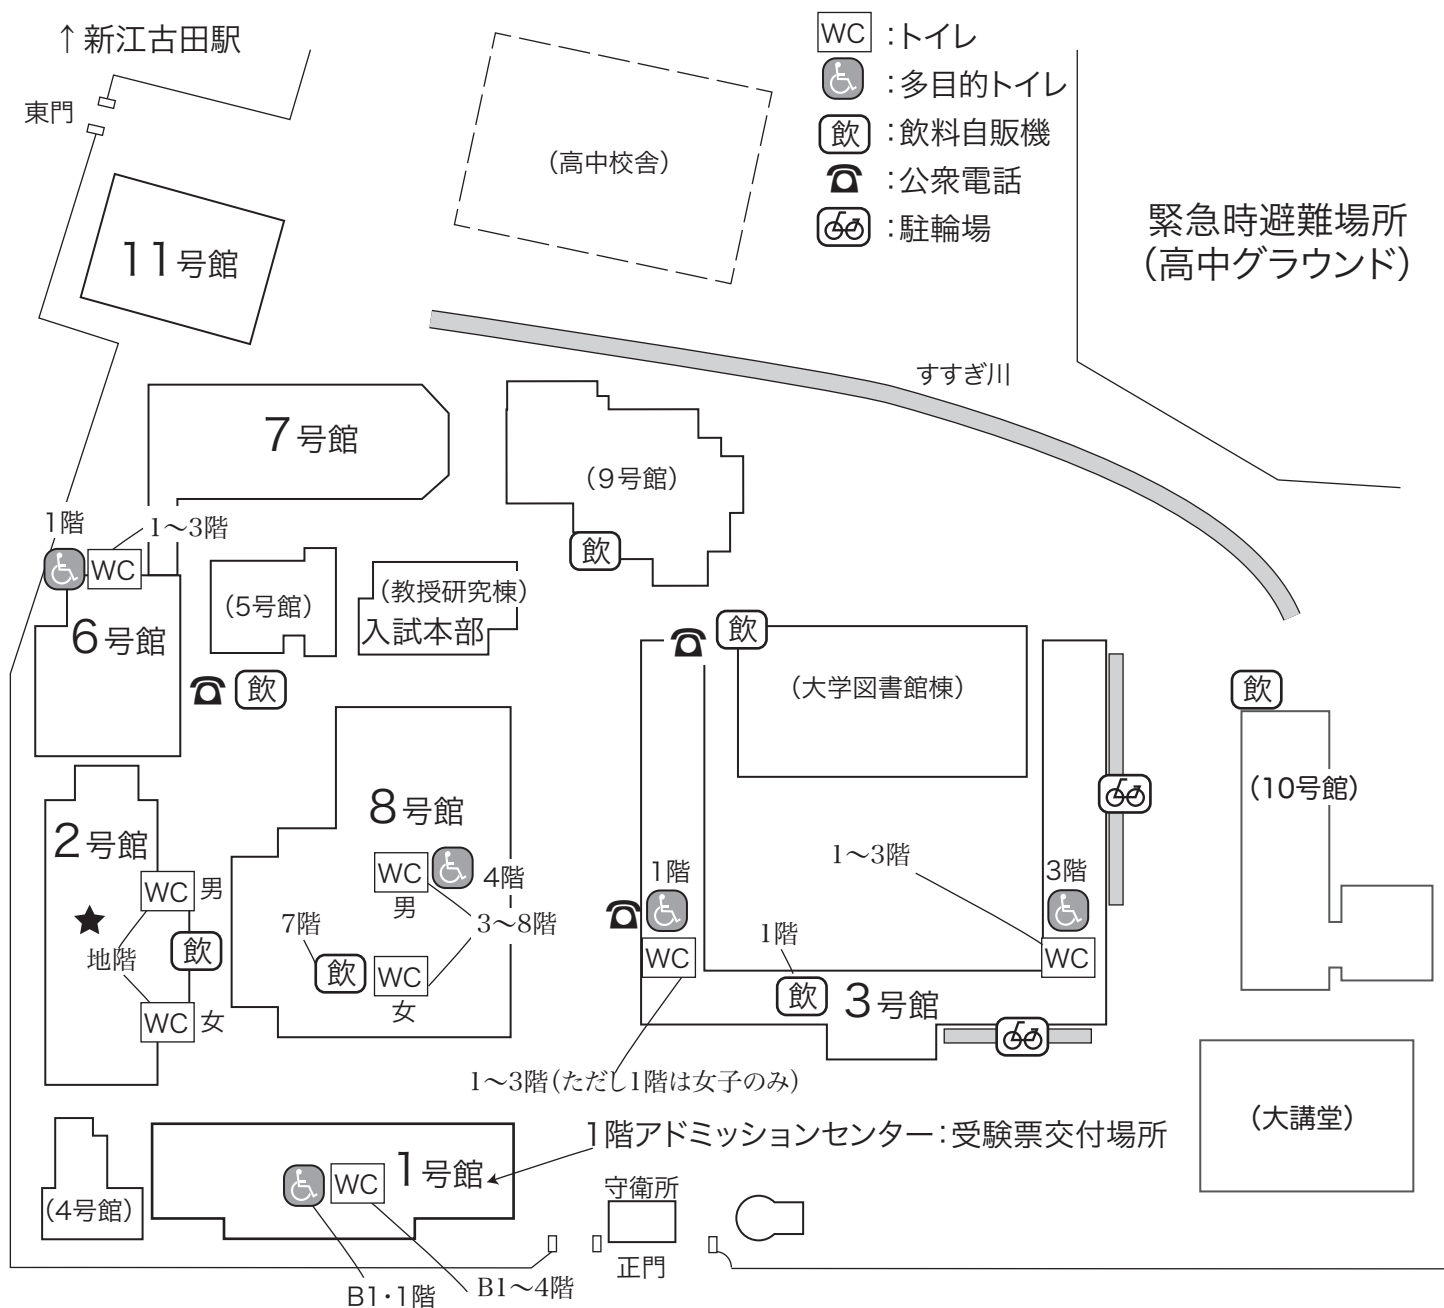 ↑新江古田駅
東門
WC：トイレ
：多目的トイレ
飲：飲料自販機
：公衆電話
：駐輪場
（高中校舎）
緊急時避難場所
（高中グラウンド）
11号館
すすぎ川
7号館
（9号館）
飲
1階
1～3階
WC
6号館
（5号館）
（教授研究棟）
入試本部
飲
飲
（大学図書館棟）
飲
（10号館）
2号館
WC
男
地階
飲
WC
女
8号館
WC
男
4階
3～8階
7階
飲
WC
女
1階
WC
1～3階
3階
WC
1階
飲
3号館
1～3階（ただし1階は女子のみ）
（大講堂）
1階アドミッションセンター：受験票交付場所
（4号館）
WC
1号館
守衛所
正門
B1・1階
B1～4階